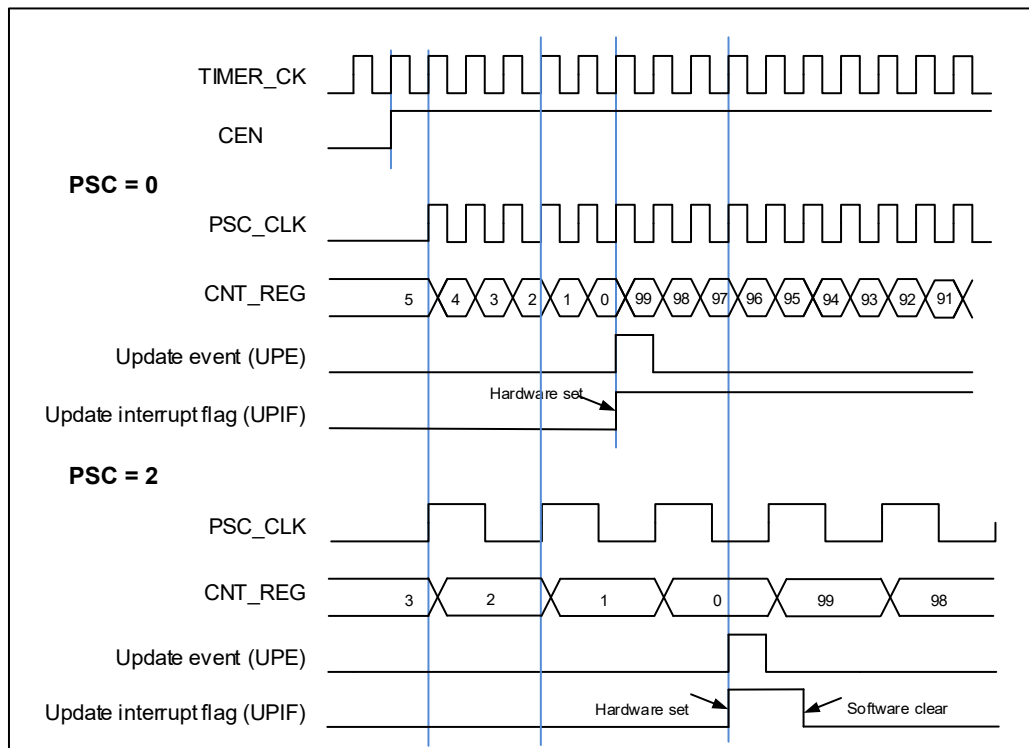 TIMER_CK
CEN
PSC = 0
PSC_CLK
CNT_REG 5 4 3 2 1 0 99 98 97 96 95 94 93 92 91
Update event (UPE)
Hardware set
Update interrupt flag (UPIF)
PSC = 2
PSC_CLK
CNT_REG 3 2 1 0 99 98
Update event (UPE)
Update interrupt flag (UPIF) Hardware set Software clear